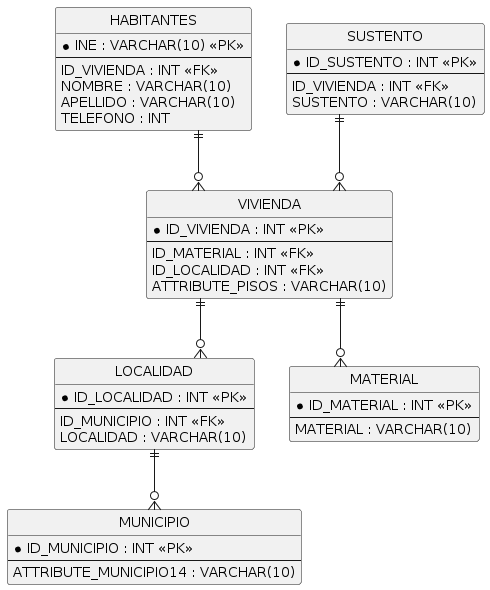 HABITANTES
INE : VARCHAR(10) «PK»
ID_VIVIENDA : INT «FK»
NOMBRE : VARCHAR(10)
APELLIDO : VARCHAR(10)
TELEFONO : INT
SUSTENTO
ID_SUSTENTO : INT «PK»
ID_VIVIENDA : INT «FK»
SUSTENTO : VARCHAR(10)
VIVIENDA
ID_VIVIENDA : INT «PK»
ID_MATERIAL : INT «FK»
ID_LOCALIDAD : INT «FK»
ATTRIBUTE_PISOS : VARCHAR(10)
LOCALIDAD
ID_LOCALIDAD : INT «PK»
ID_MUNICIPIO : INT «FK»
LOCALIDAD : VARCHAR(10)
MATERIAL
ID_MATERIAL : INT «PK»
MATERIAL : VARCHAR(10)
MUNICIPIO
ID_MUNICIPIO : INT «PK»
ATTRIBUTE_MUNICIPIO14 : VARCHAR(10)